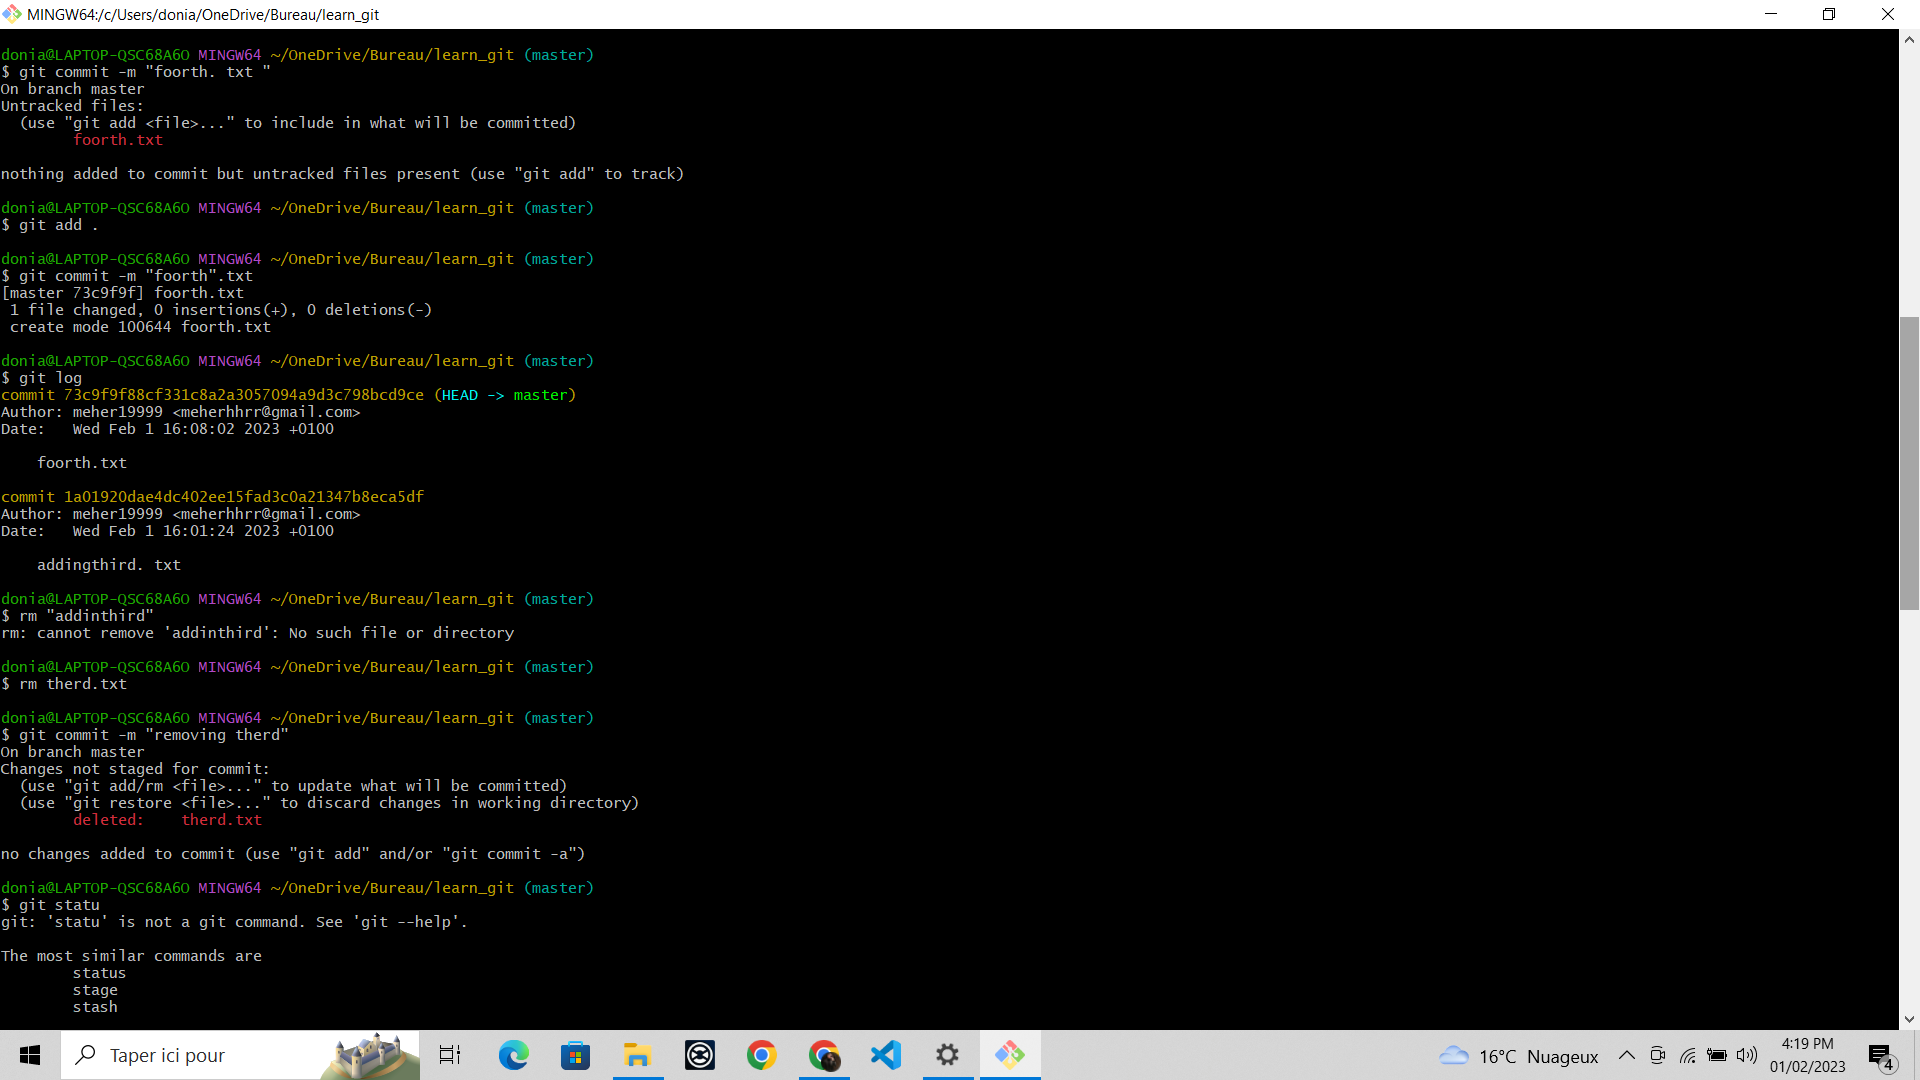 MINGW64:/c/Users/donia/OneDrive/Bureau/learn_git
donia@LAPTOP-QSC68A6O MINGW64 ~/OneDrive/Bureau/learn_git (master)
$ git commit -m "foorth. txt "
On branch master
Untracked files:
  (use "git add <file>..." to include in what will be committed)
        foorth.txt
nothing added to commit but untracked files present (use "git add" to track)
donia@LAPTOP-QSC68A6O MINGW64 ~/OneDrive/Bureau/learn_git (master)
$ git add .
donia@LAPTOP-QSC68A6O MINGW64 ~/OneDrive/Bureau/learn_git (master)
$ git commit -m "foorth".txt
[master 73c9f9f] foorth.txt
 1 file changed, 0 insertions(+), 0 deletions(-)
 create mode 100644 foorth.txt
donia@LAPTOP-QSC68A6O MINGW64 ~/OneDrive/Bureau/learn_git (master)
$ git log
commit 73c9f9f88cf331c8a2a3057094a9d3c798bcd9ce (HEAD -> master)
Author: meher19999 <meherhhrr@gmail.com>
Date:   Wed Feb 1 16:08:02 2023 +0100
    foorth.txt
commit 1a01920dae4dc402ee15fad3c0a21347b8eca5df
Author: meher19999 <meherhhrr@gmail.com>
Date:   Wed Feb 1 16:01:24 2023 +0100
    addingthird. txt
donia@LAPTOP-QSC68A6O MINGW64 ~/OneDrive/Bureau/learn_git (master)
$ rm "addinthird"
rm: cannot remove 'addinthird': No such file or directory
donia@LAPTOP-QSC68A6O MINGW64 ~/OneDrive/Bureau/learn_git (master)
$ rm therd.txt
donia@LAPTOP-QSC68A6O MINGW64 ~/OneDrive/Bureau/learn_git (master)
$ git commit -m "removing therd"
On branch master
Changes not staged for commit:
  (use "git add/rm <file>..." to update what will be committed)
  (use "git restore <file>..." to discard changes in working directory)
        deleted:    therd.txt
no changes added to commit (use "git add" and/or "git commit -a")
donia@LAPTOP-QSC68A6O MINGW64 ~/OneDrive/Bureau/learn_git (master)
$ git statu
git: 'statu' is not a git command. See 'git --help'.
The most similar commands are
        status
        stage
        stash
Taper ici pour
16°C Nuageux
4:19 PM
01/02/2023
4